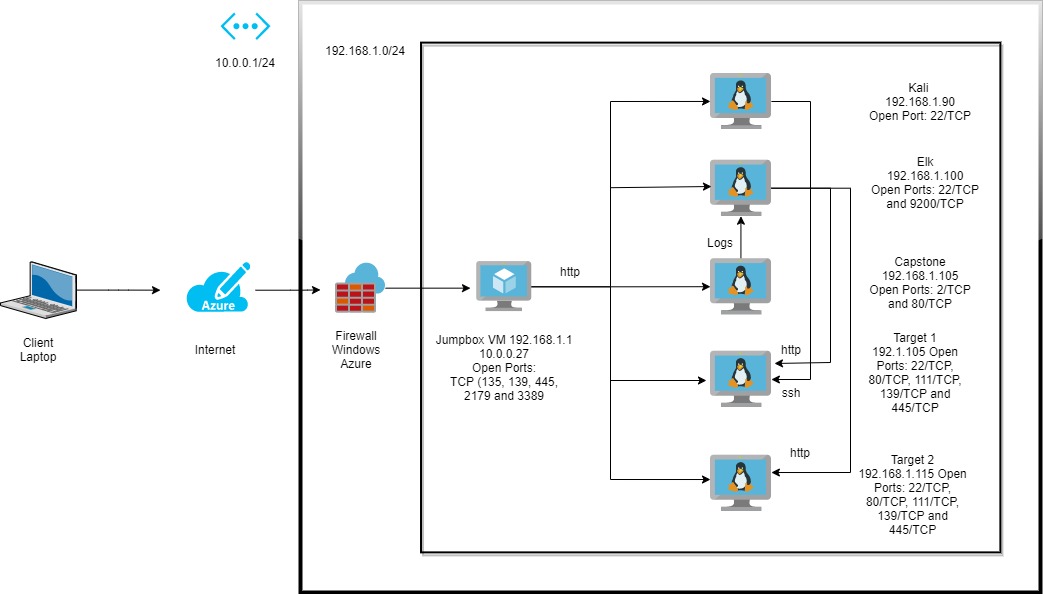 10.0.0.1/24
192.168.1.0/24
Kali
192.168.1.90
Open Port: 22/TCP
Elk
192.168.1.100
Open Ports: 22/TCP
and 9200/TCP
Logs
http
Capstone
192.168.1.105
Open Ports: 2/TCP
and 80/TCP
Azure
Client
Laptop
Internet
Firewall
Windows
Azure
Jumpbox VM 192.168.1.1
10.0.0.27
Open Ports:
TCP (135, 139, 445,
2179 and 3389
http
ssh
Target 1
192.1.105 Open
Ports: 22/TCP,
80/TCP, 111/TCP,
139/TCP and
445/TCP
http
Target 2
192.168.1.115 Open
Ports: 22/TCP,
80/TCP, 111/TCP,
139/TCP and
445/TCP